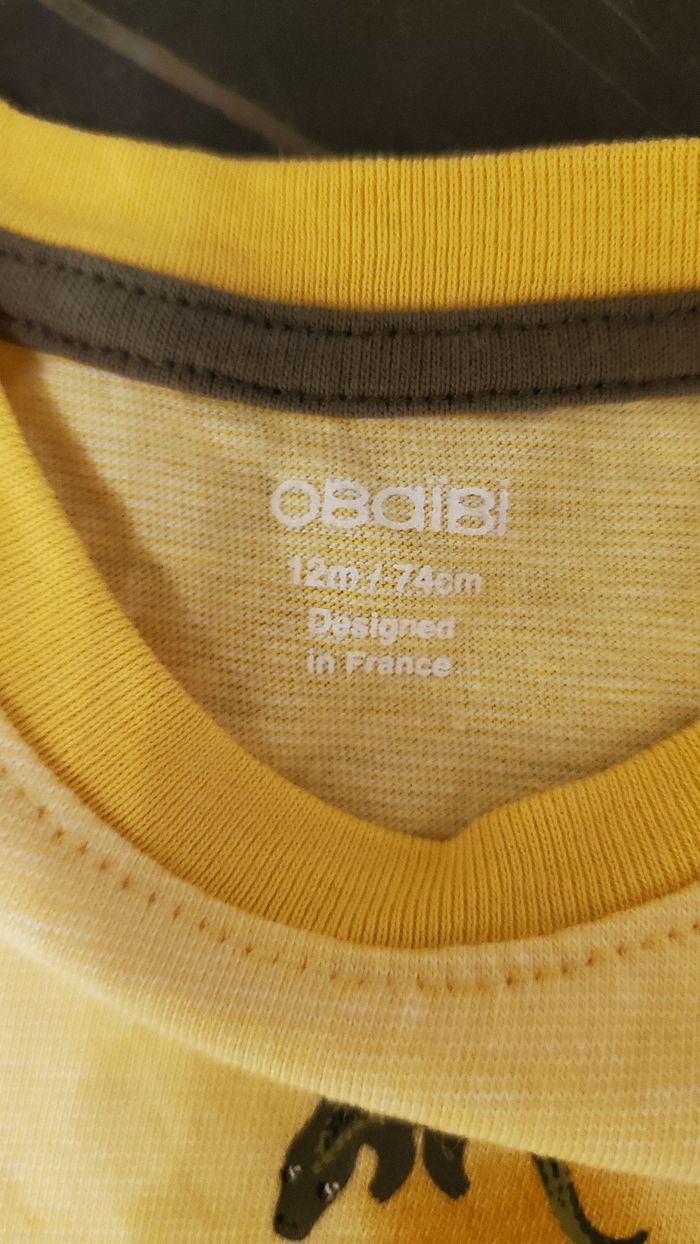 oBaiBi
12m / 74cm
Designed
in France